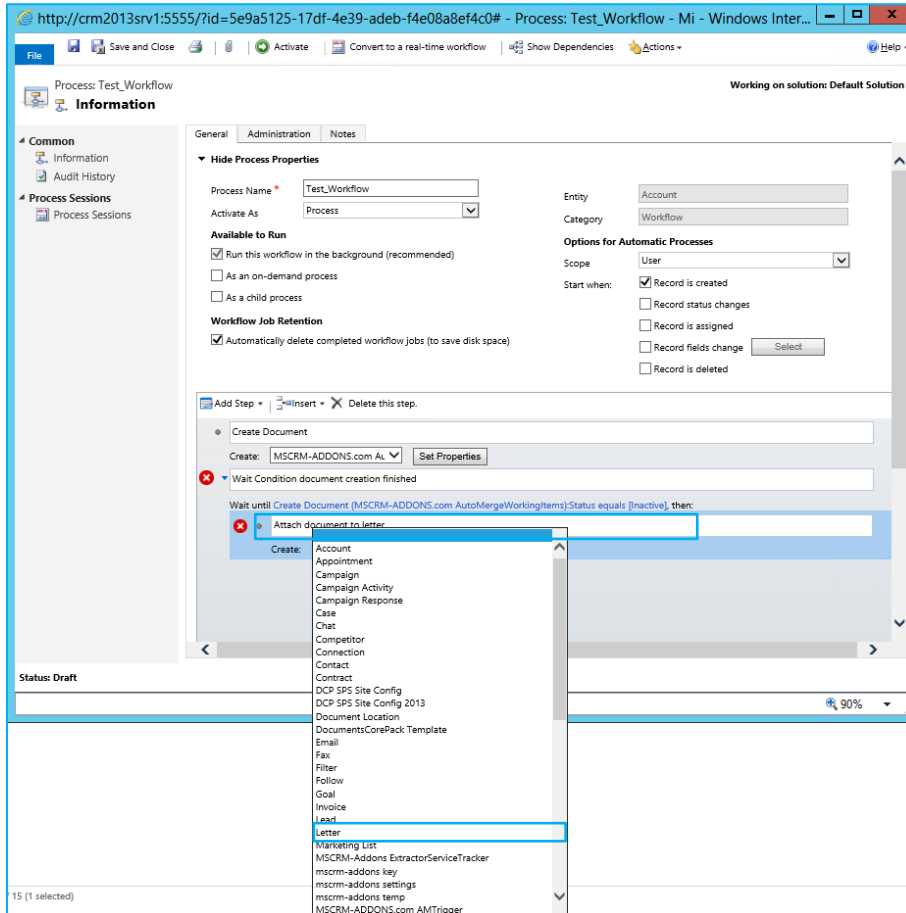 http://crm2013srv1:5555/?id=5e9a5125-17df-4e39-adeb-f4e08a8ef4c0# - Process: Test_Workflow - Mi - Windows Inter...
File Save and Close Activate Convert to a real-time workflow Show Dependencies Actions Help
Process: Test_Workflow
Information
Working on solution: Default Solution
Common
Information
Audit History
Process Sessions
Process Sessions
General Administration Notes
Hide Process Properties
Process Name * Test_Workflow
Activate As Process
Available to Run
Run this workflow in the background (recommended)
As an on-demand process
As a child process
Workflow Job Retention
Automatically delete completed workflow jobs (to save disk space)
Entity Account
Category Workflow
Options for Automatic Processes
Scope User
Start when: Record is created
Record status changes
Record is assigned
Record fields change Select
Record is deleted
Add Step Insert Delete this step.
Create Document
Create: MSCRM-ADDONS.com Au Set Properties
Wait Condition document creation finished
Wait until Create Document (MSCRM-ADDONS.com AutoMergeWorkingItems):Status equals [Inactive], then:
Attach document to letter
Create:
Account
Appointment
Campaign
Campaign Activity
Campaign Response
Case
Chat
Competitor
Connection
Contact
Contract
DCP SPS Site Config
DCP SPS Site Config 2013
Document Location
DocumentsCorePack Template
Email
Fax
Filter
Follow
Goal
Invoice
Lead
Letter
Marketing List
MSCRM-Addons ExtractorServiceTracker
mscrm-addons key
mscrm-addons settings
mscrm-addons temp
MSCRM-ADDONS.com AMTrigger
Status: Draft
90%
15 (1 selected)